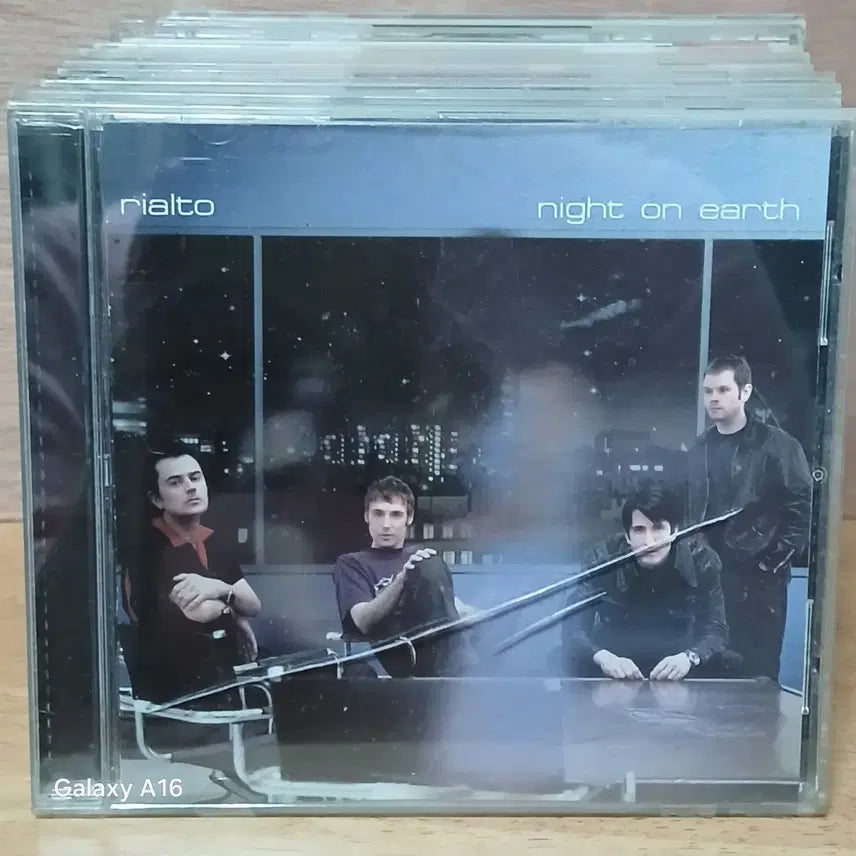 rialto
night on earth
Galaxy A16